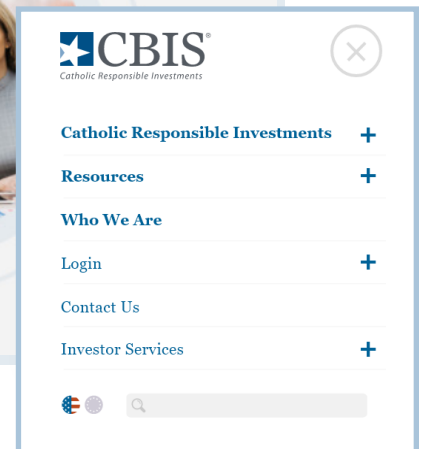 CBIS®
Catholic Responsible Investments
Catholic Responsible Investments
Resources
Who We Are
Login
Contact Us
Investor Services